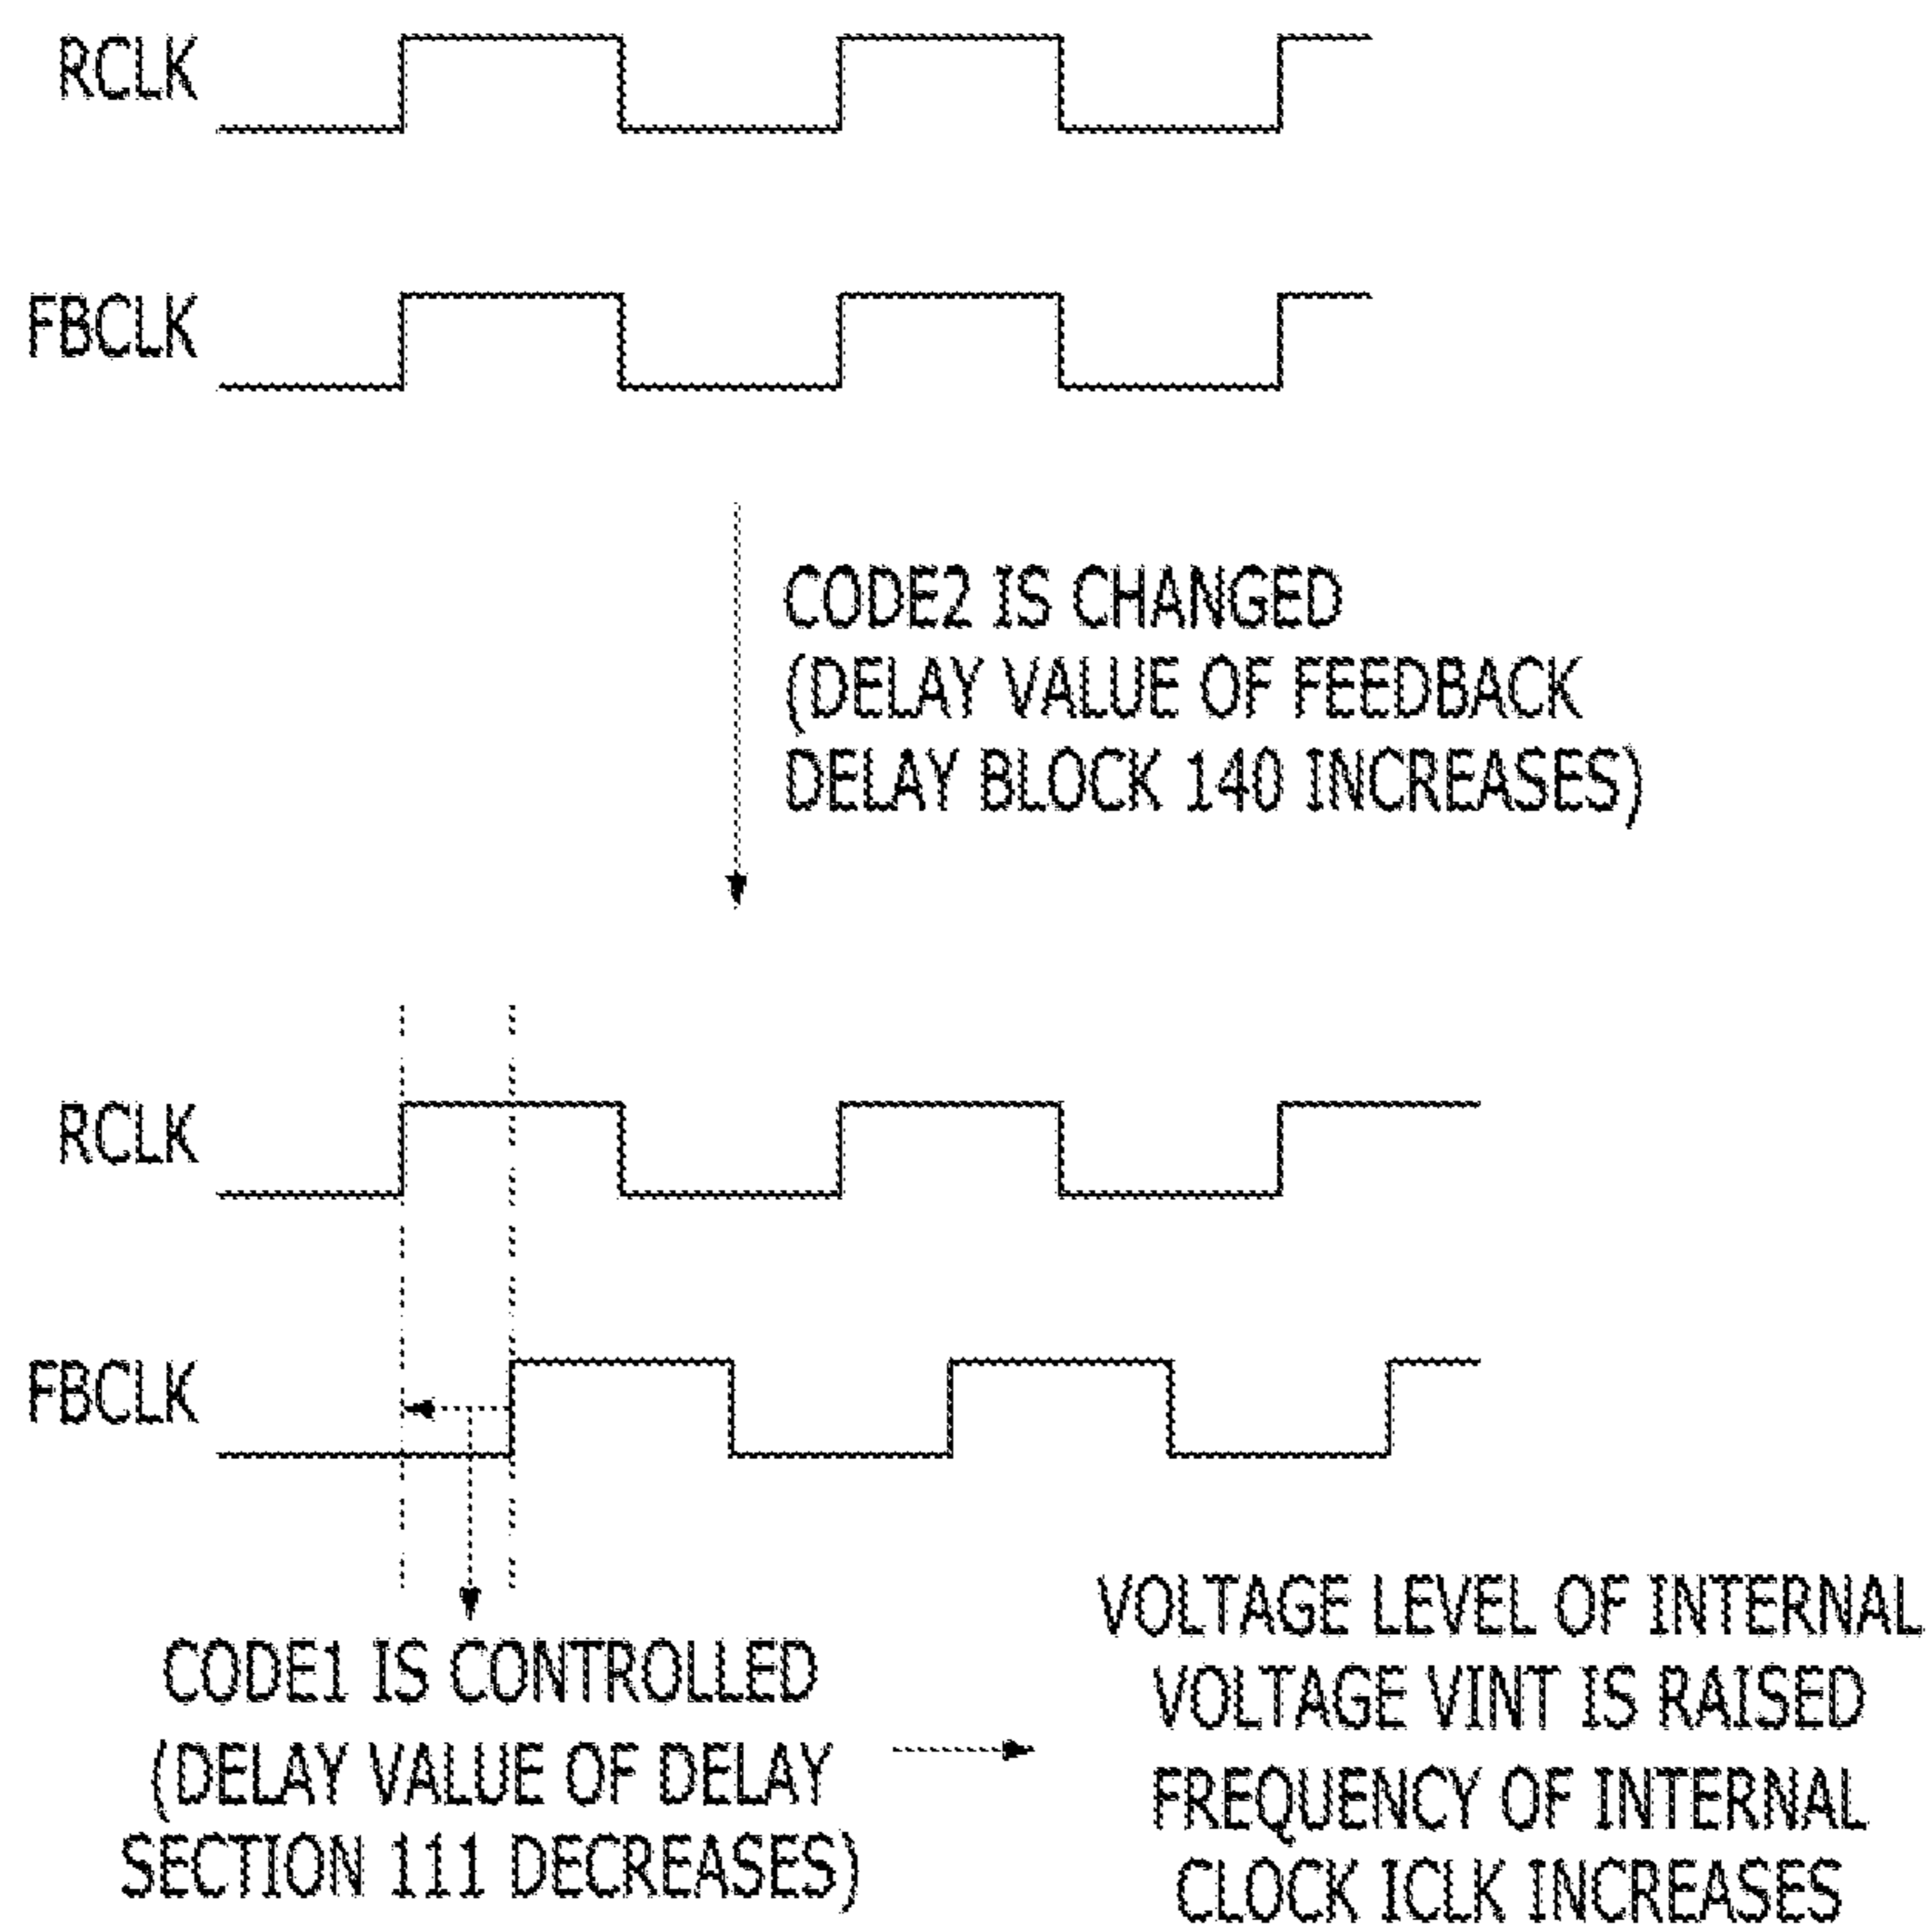 RCLK
FBCLK
CODE2 IS CHANGED
(DELAY VALUE OF FEEDBACK
DELAY BLOCK 140 INCREASES)
RCLK
FBCLK
CODE1 IS CONTROLLED
(DELAY VALUE OF DELAY
SECTION 111 DECREASES)
VOLTAGE LEVEL OF INTERNAL
VOLTAGE VINT IS RAISED
FREQUENCY OF INTERNAL
CLOCK ICLK INCREASES